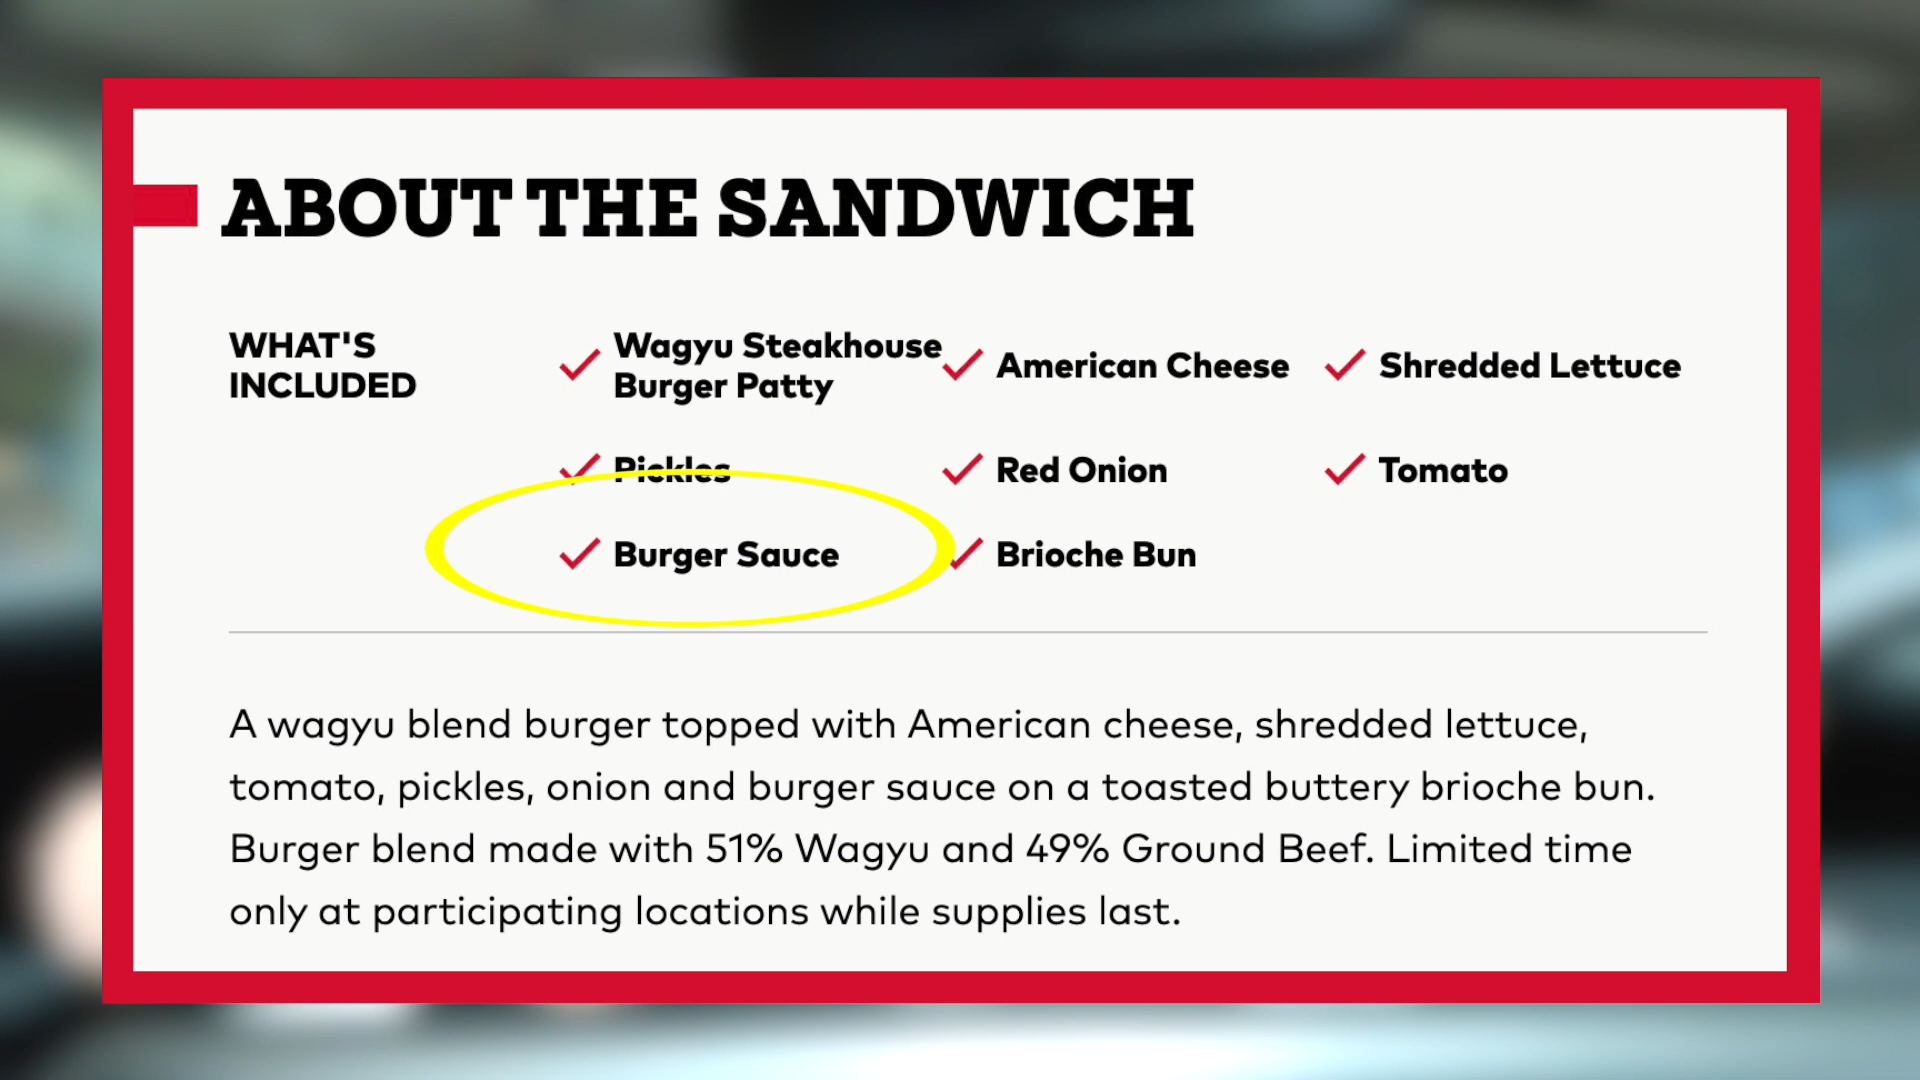 ABOUT THE SANDWICH
WHAT'S
INCLUDED
Wagyu Steakhouse
Burger Patty
American Cheese
Shredded Lettuce
Pickles
Red Onion
Tomato
Burger Sauce
Brioche Bun
A wagyu blend burger topped with American cheese, shredded lettuce,
tomato, pickles, onion and burger sauce on a toasted buttery brioche bun.
Burger blend made with 51% Wagyu and 49% Ground Beef. Limited time
only at participating locations while supplies last.